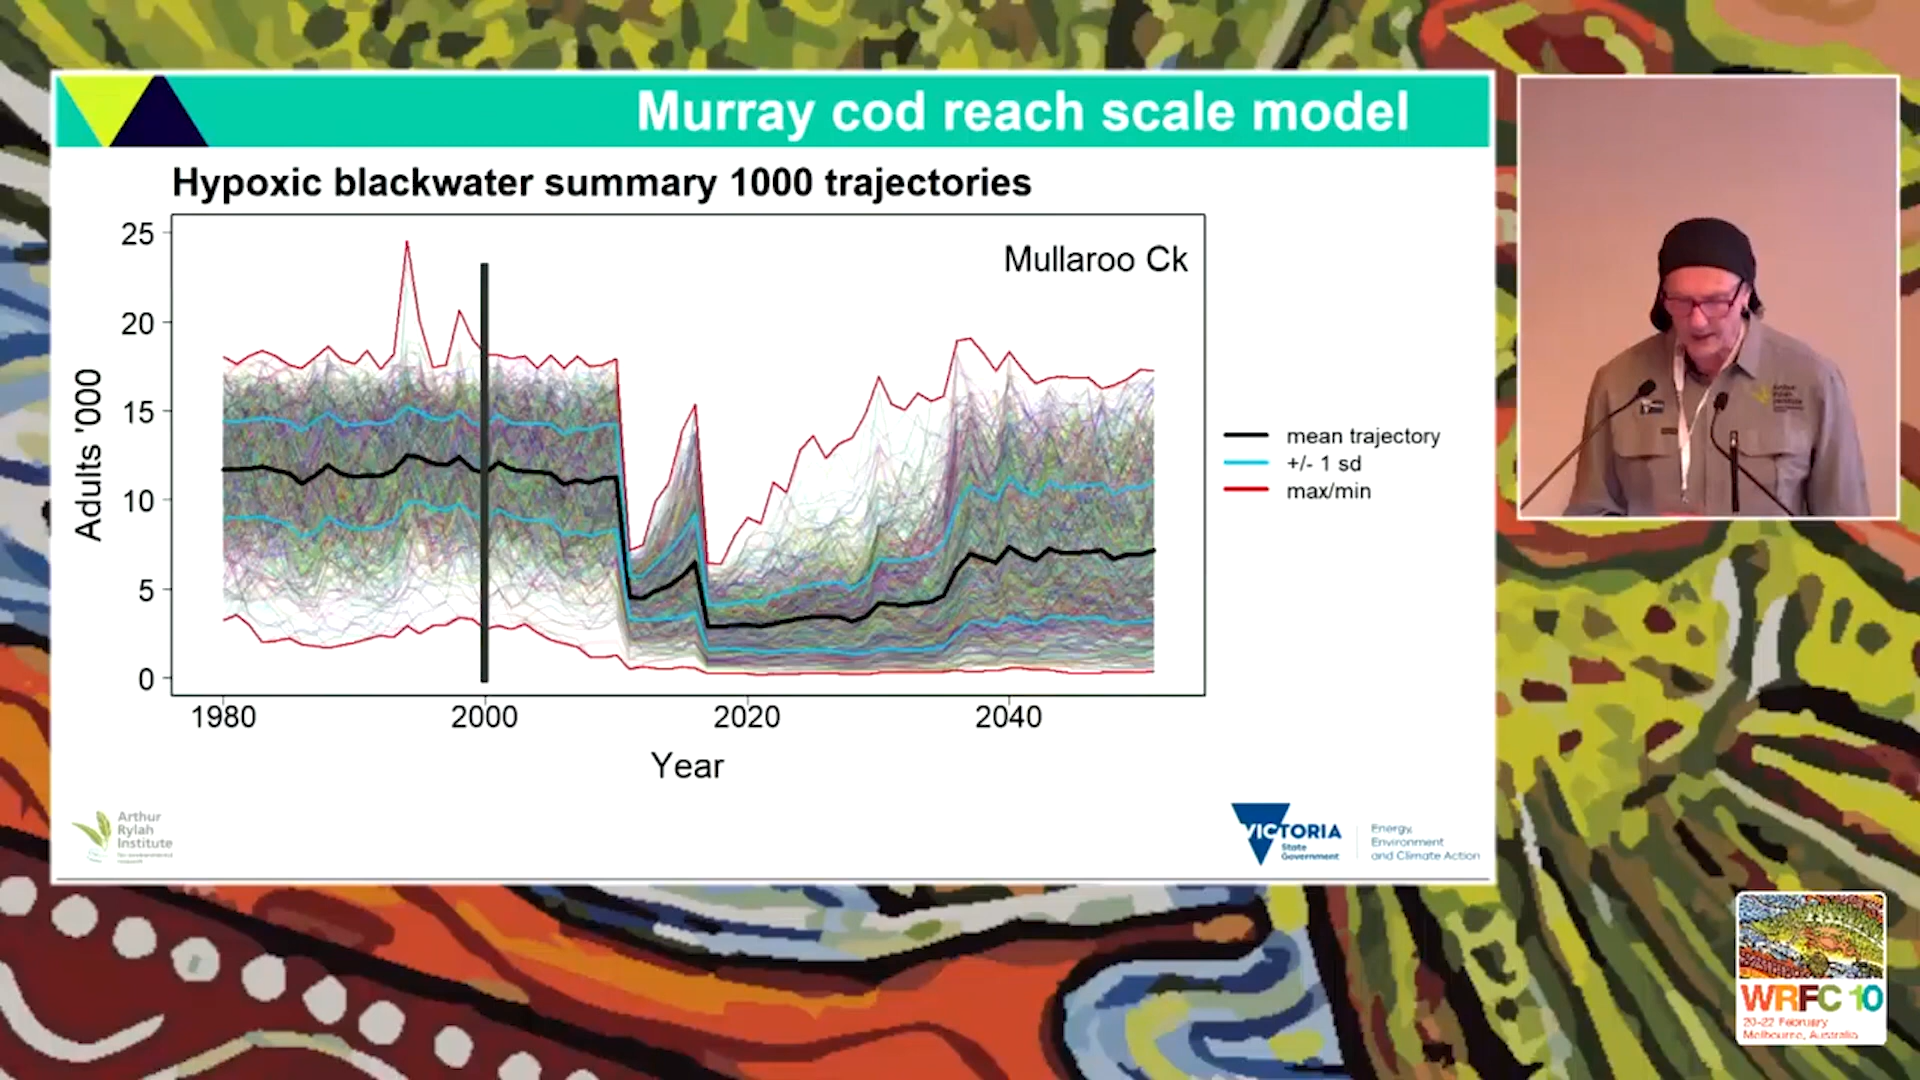 Murray cod reach scale model
Hypoxic blackwater summary 1000 trajectories
Mullaroo Ck
25
20
15
10
5
0
Adults '000
1980
2000
2020
2040
Year
mean trajectory
+/- 1 sd
max/min
Arthur
Rylah
Institute
VICTORIA
State
Government
Energy,
Environment
and Climate Action
WRFC 10
20-22 February
Melbourne, Australia